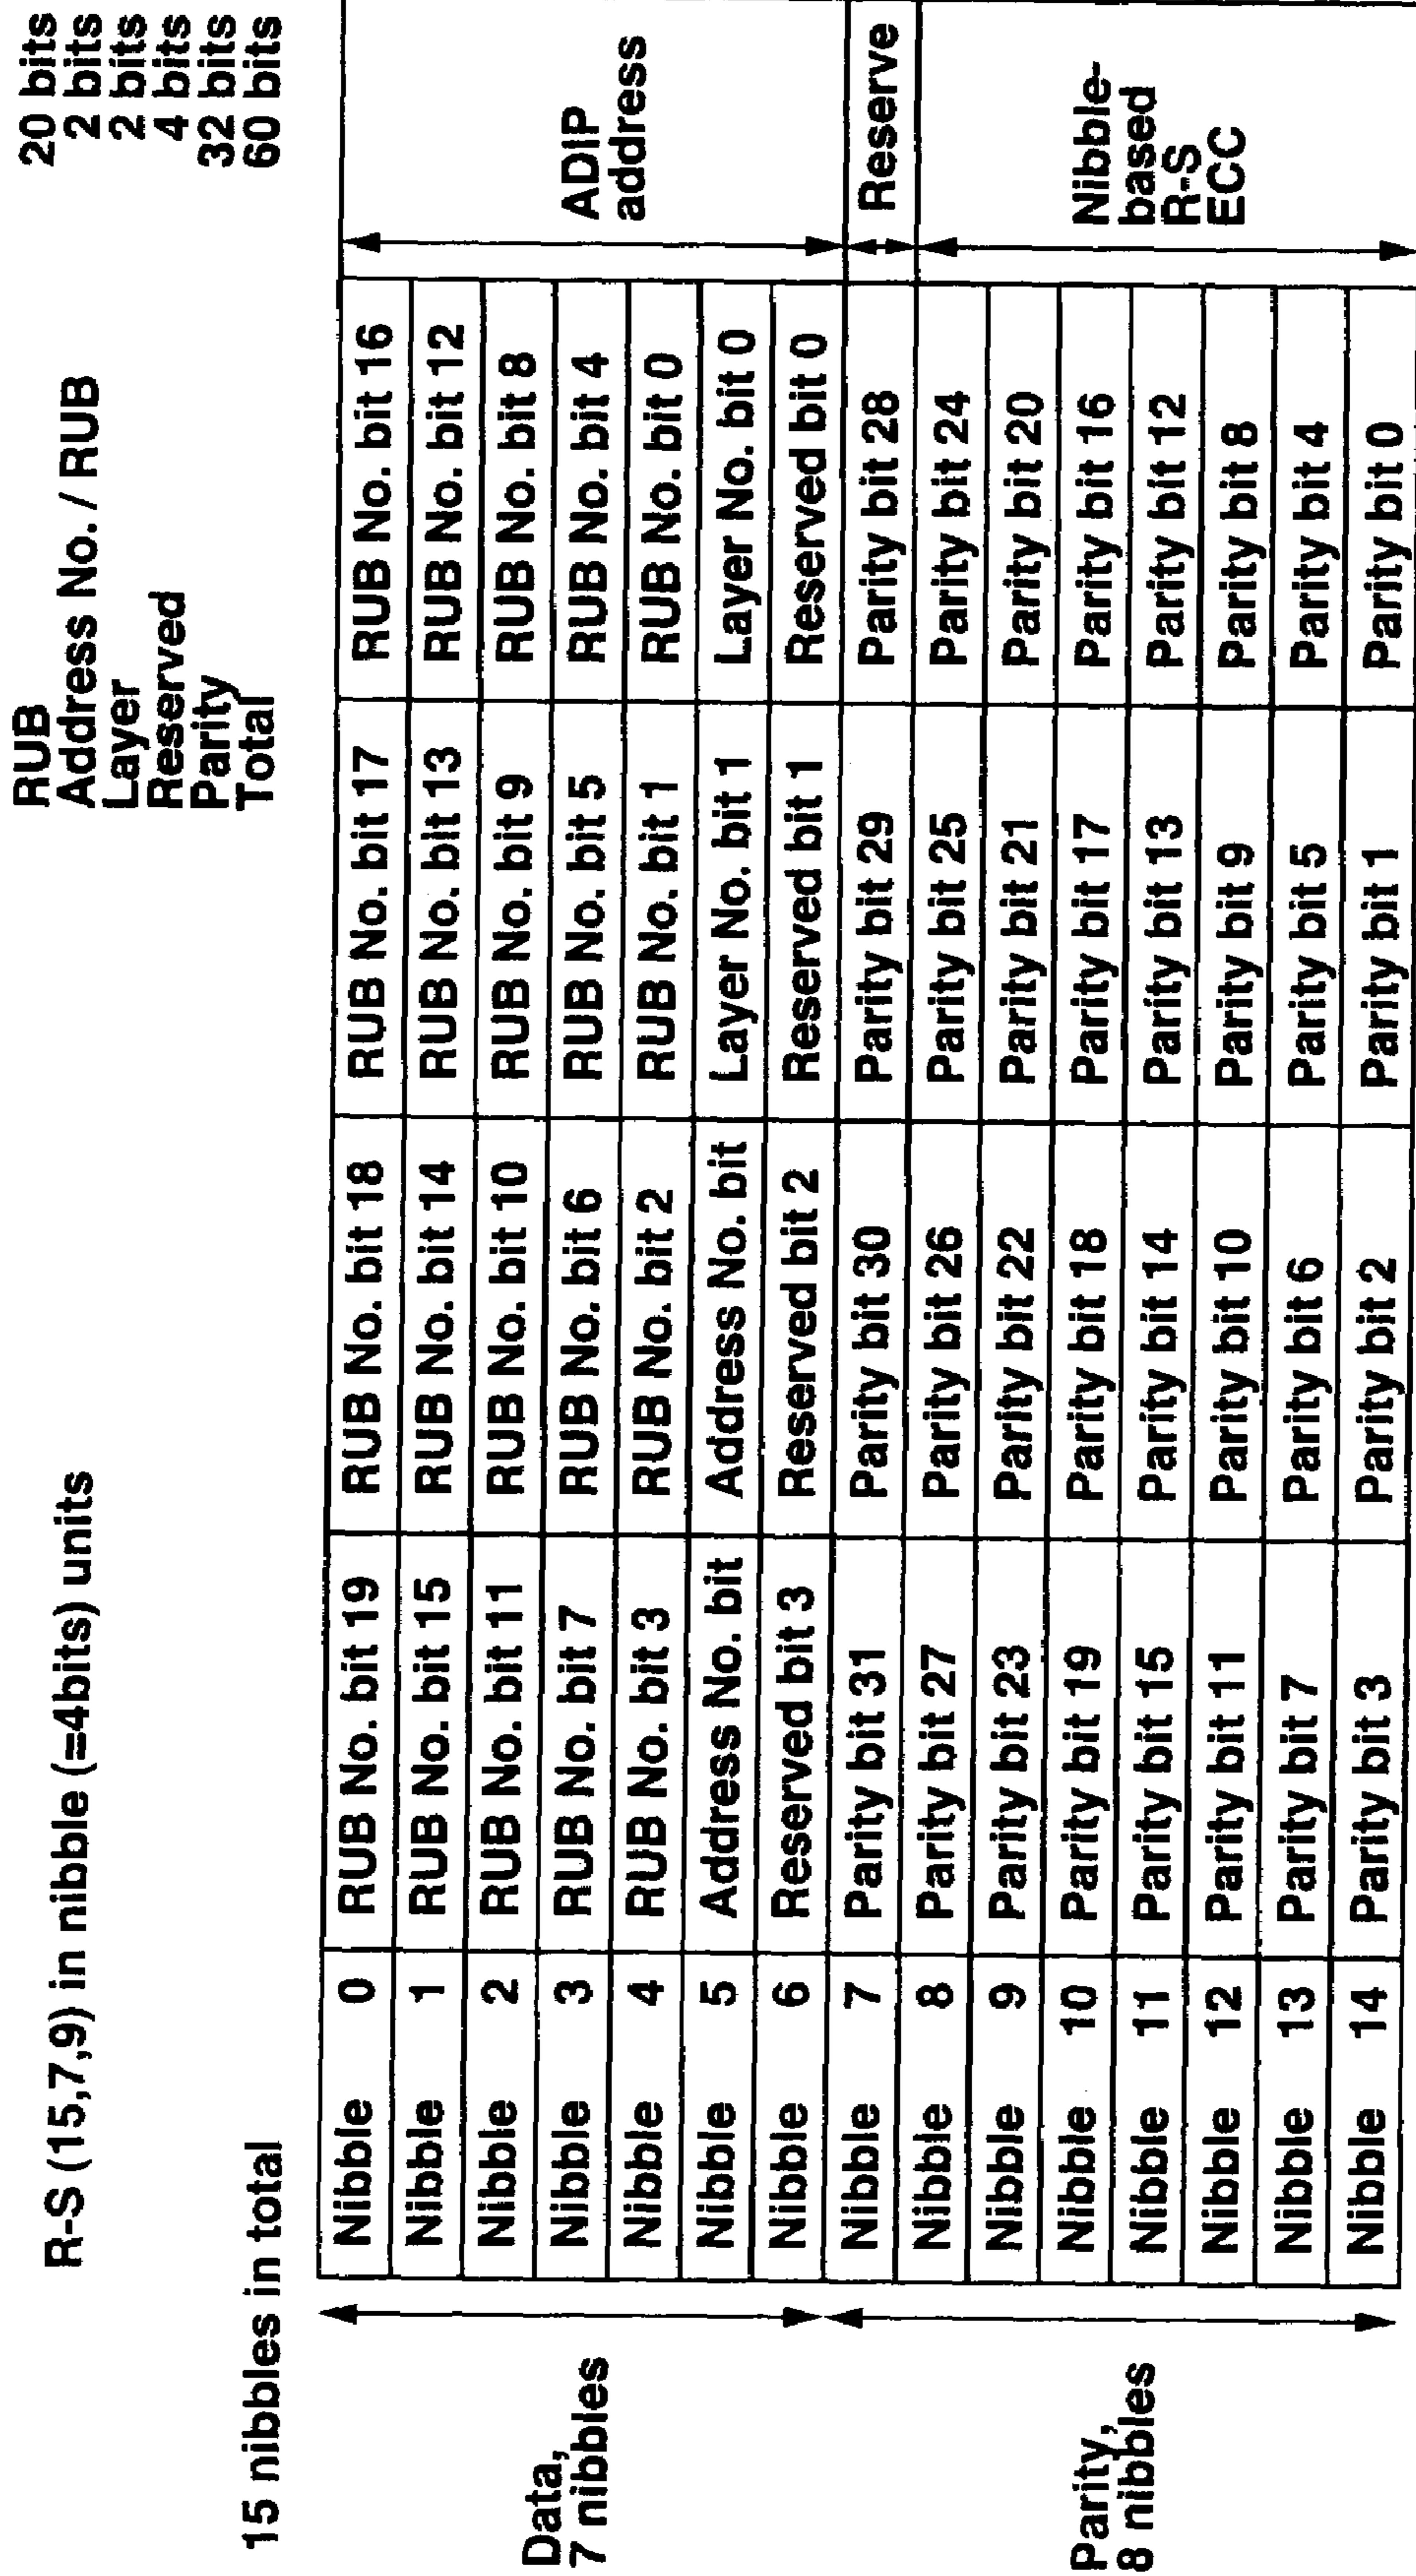 R-S (15,7,9) in nibble (=4bits) units
RUB 20 bits
Address No. / RUB 2 bits
Layer 2 bits
Reserved 4 bits
Parity 32 bits
Total 60 bits
15 nibbles in total
Data,
7 nibbles
Parity,
8 nibbles
Nibble 0 RUB No. bit 19 RUB No. bit 18 RUB No. bit 17 RUB No. bit 16
Nibble 1 RUB No. bit 15 RUB No. bit 14 RUB No. bit 13 RUB No. bit 12
Nibble 2 RUB No. bit 11 RUB No. bit 10 RUB No. bit 9 RUB No. bit 8
Nibble 3 RUB No. bit 7 RUB No. bit 6 RUB No. bit 5 RUB No. bit 4
Nibble 4 RUB No. bit 3 RUB No. bit 2 RUB No. bit 1 RUB No. bit 0
Nibble 5 Address No. bit Address No. bit Layer No. bit 1 Layer No. bit 0
Nibble 6 Reserved bit 3 Reserved bit 2 Reserved bit 1 Reserved bit 0
Nibble 7 Parity bit 31 Parity bit 30 Parity bit 29 Parity bit 28
Nibble 8 Parity bit 27 Parity bit 26 Parity bit 25 Parity bit 24
Nibble 9 Parity bit 23 Parity bit 22 Parity bit 21 Parity bit 20
Nibble 10 Parity bit 19 Parity bit 18 Parity bit 17 Parity bit 16
Nibble 11 Parity bit 15 Parity bit 14 Parity bit 13 Parity bit 12
Nibble 12 Parity bit 11 Parity bit 10 Parity bit 9 Parity bit 8
Nibble 13 Parity bit 7 Parity bit 6 Parity bit 5 Parity bit 4
Nibble 14 Parity bit 3 Parity bit 2 Parity bit 1 Parity bit 0
ADIP
address
Reserve
Nibble-
based
R-S
ECC